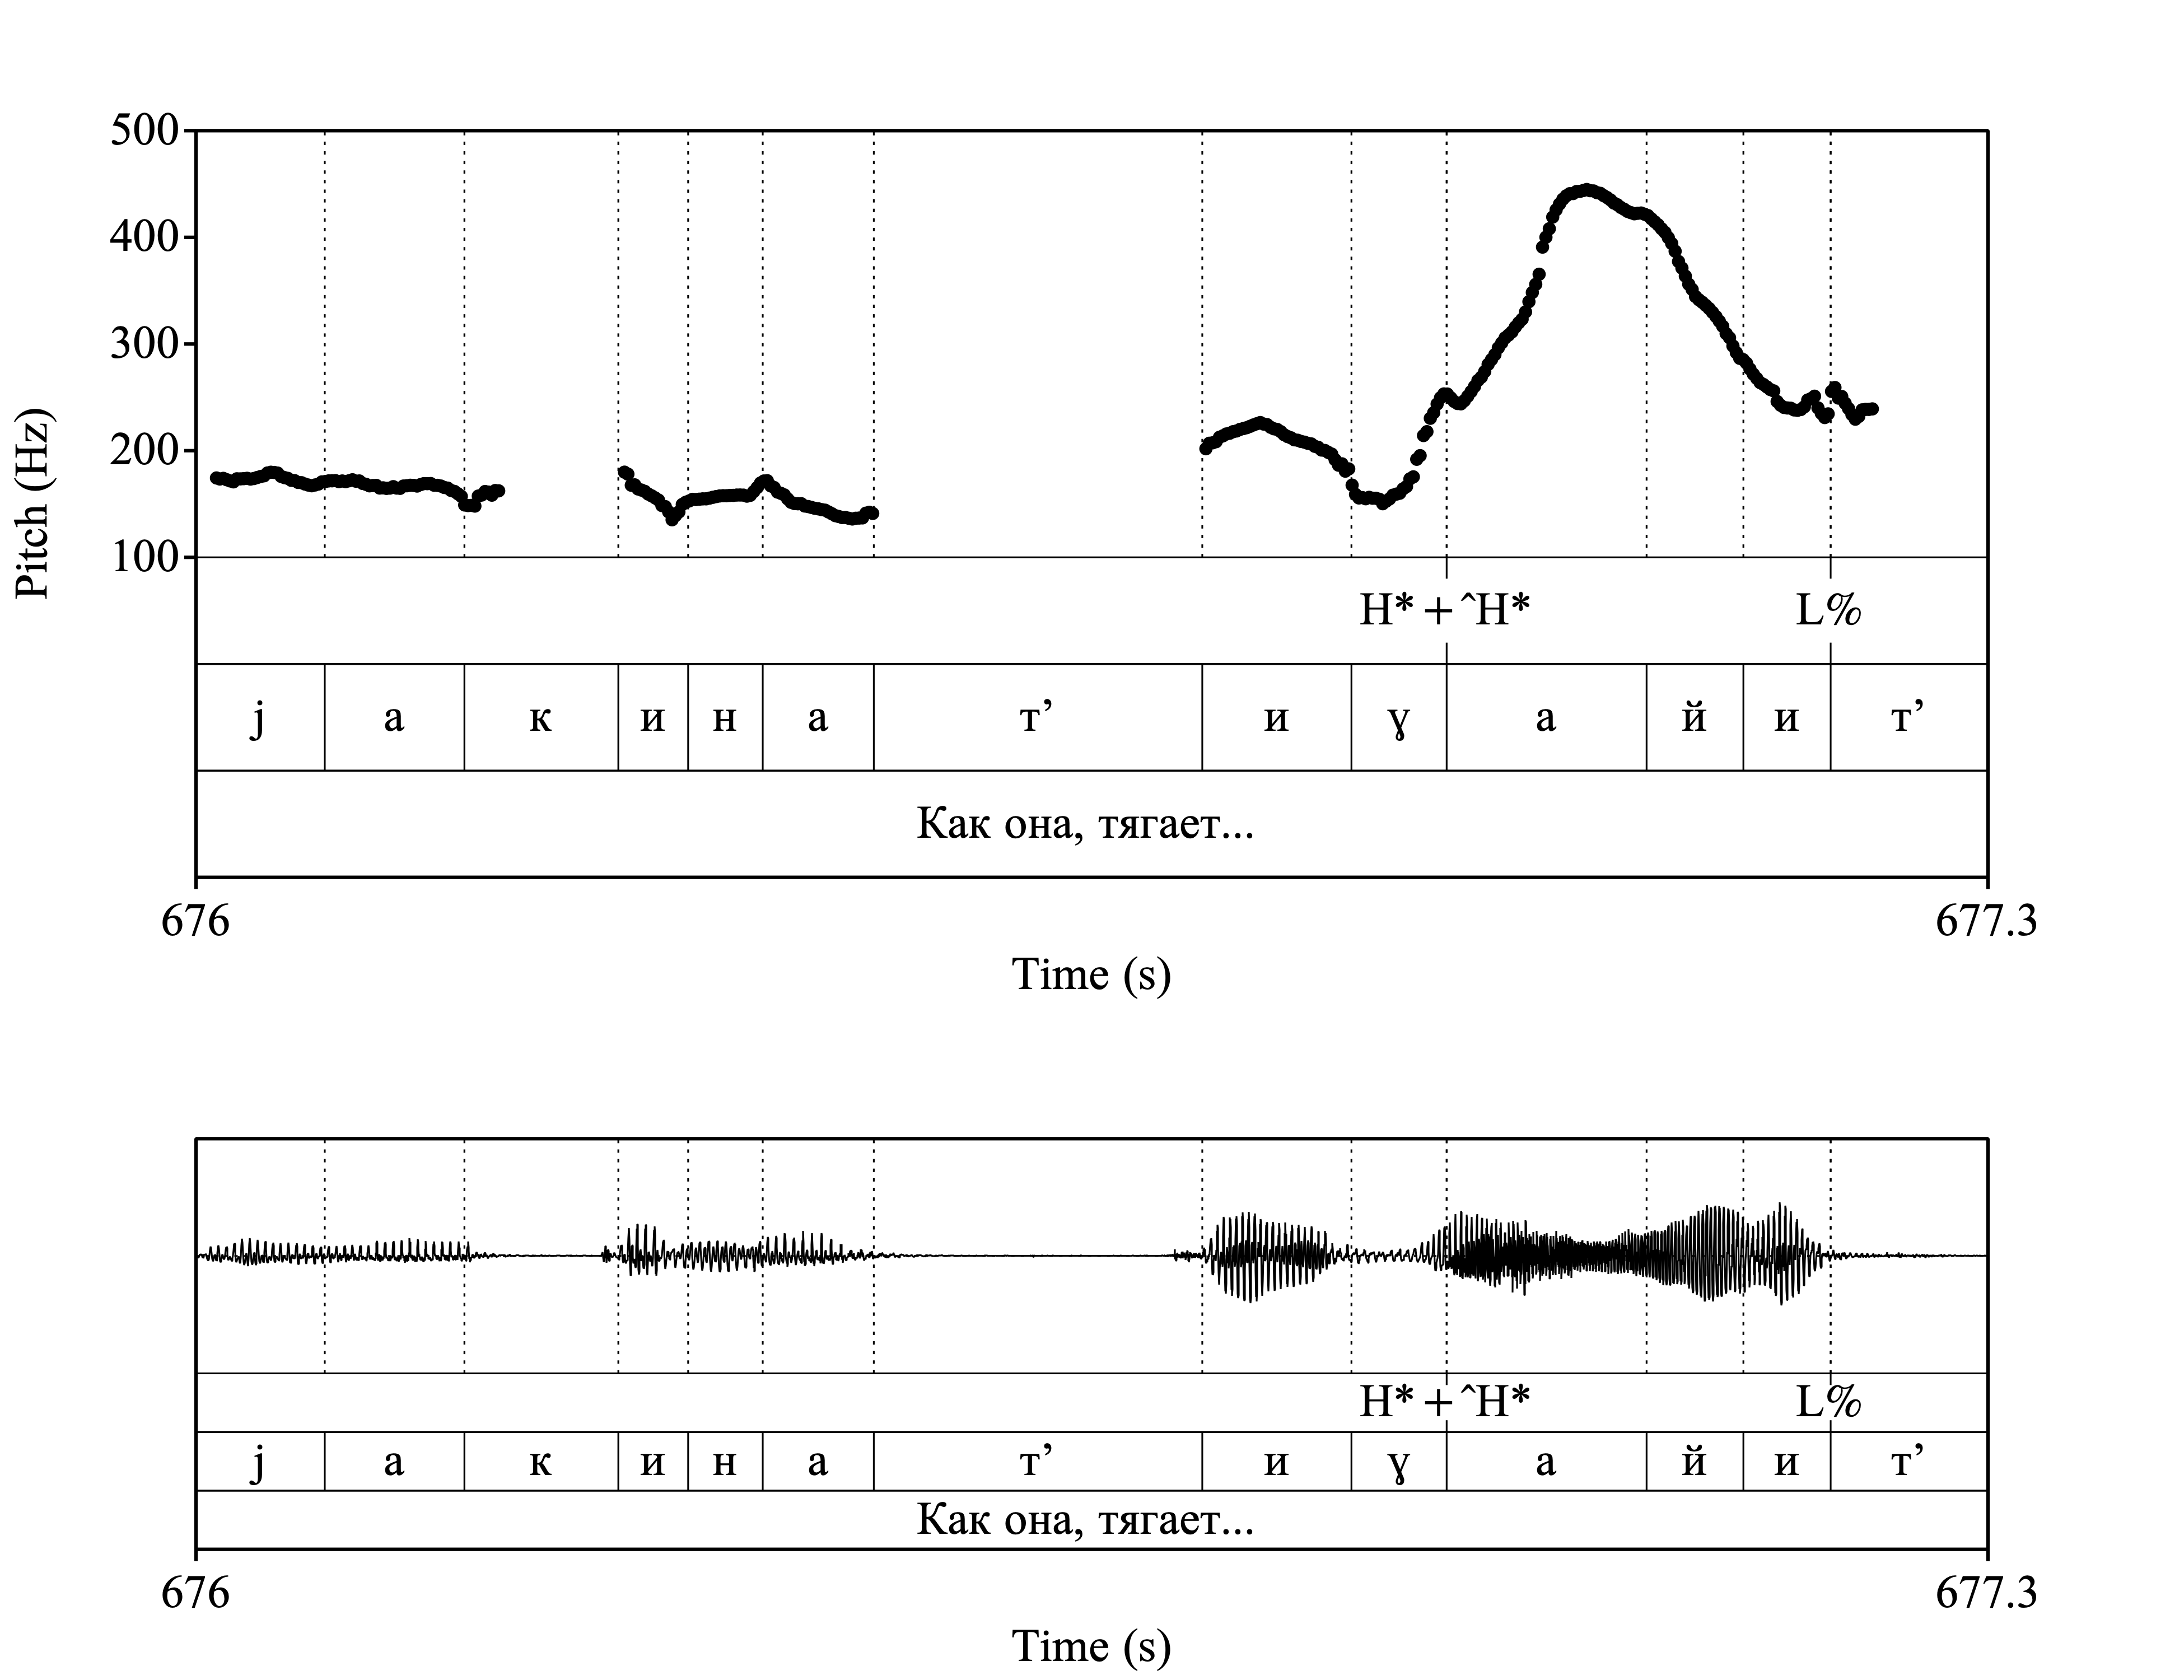 500
400
300
200
100
Pitch (Hz)
H* + ˆH* L%
j а к и н а т’ и ɣ а й и т’
Как она, тягает...
676 677.3
Time (s)
H* + ˆH* L%
j а к и н а т’ и ɣ а й и т’
Как она, тягает...
676 677.3
Time (s)